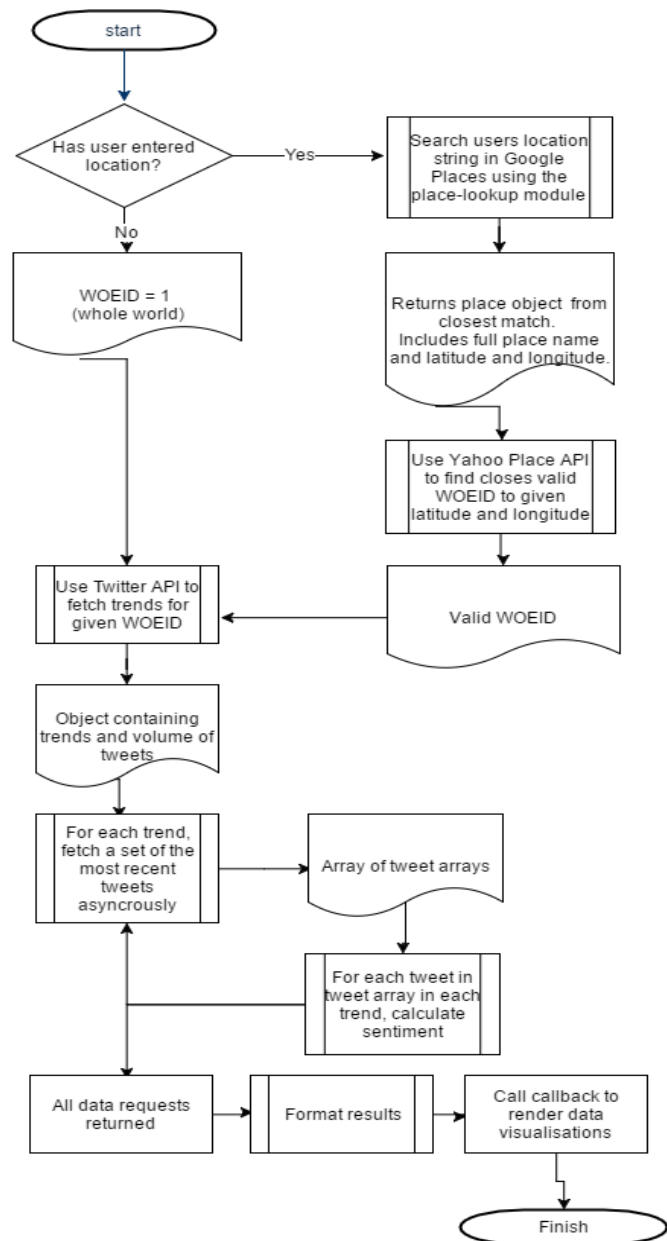 start
Has user entered
location?
Yes
Search users location
string in Google
Places using the
place-lookup module
No
WOEID = 1
(whole world)
Returns place object from
closest match.
Includes full place name
and latitude and longitude.
Use Yahoo Place API
to find closes valid
WOEID to given
latitude and longitude
Use Twitter API to
fetch trends for
given WOEID
Valid WOEID
Object containing
trends and volume of
tweets
For each trend,
fetch a set of the
most recent
tweets
asyncrously
Array of tweet arrays
For each tweet in
tweet array in each
trend, calculate
sentiment
All data requests
returned
Format results
Call callback to
render data
visualisations
Finish